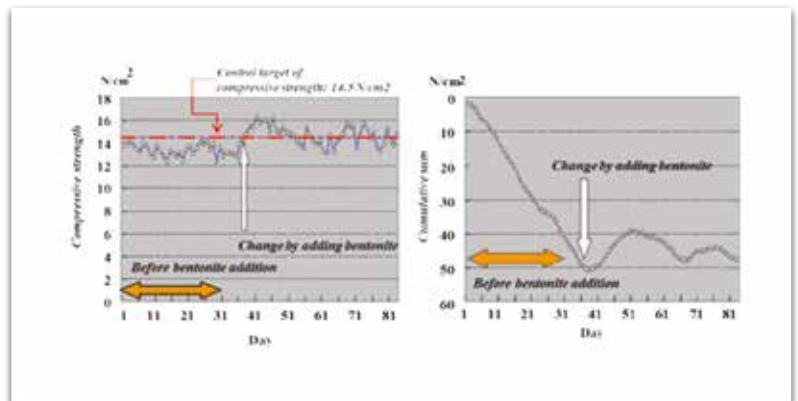 N/cm²
Control target of
compressive strength: 14.5 N/cm2
18
16
14
12
10
8
6
4
2
0
Compressive strength
Change by adding bentonite
Before bentonite addition
1 11 21 31 41 51 61 71 81
Day
N/cm2
0
10
20
30
40
50
60
Cumulative sum
Change by adding bentonite
Before bentonite addition
1 11 21 31 41 51 61 71 81
Day